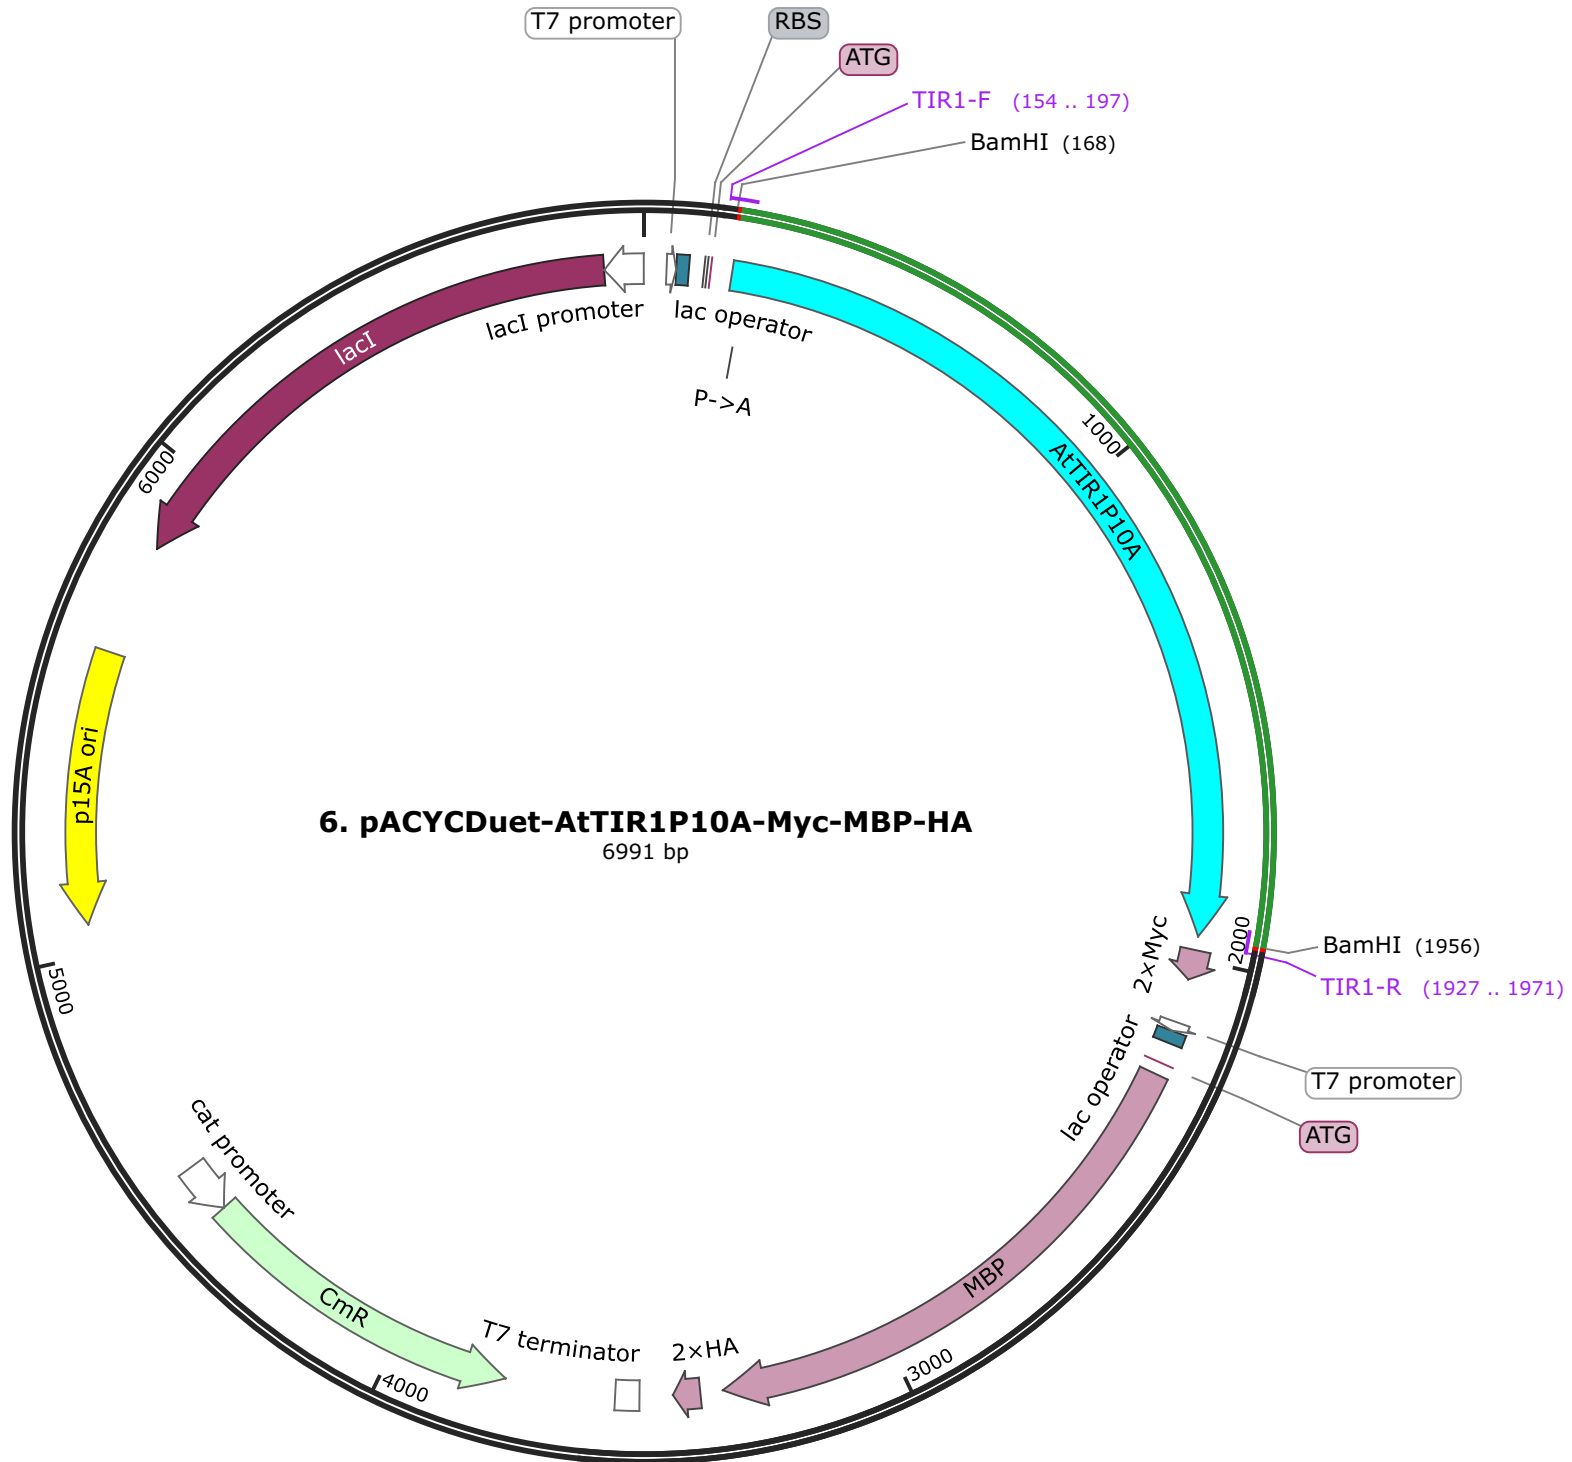 T7 promoter
RBS
ATG
TIR1-F (154 .. 197)
BamHI (168)
lacI promoter
lac operator
lacI
P->A
1000
AtTIR1P10A
6000
p15A ori
6. pACYCDuet-AtTIR1P10A-Myc-MBP-HA
6991 bp
2×Myc
2000
BamHI (1956)
TIR1-R (1927 .. 1971)
5000
lac operator
T7 promoter
ATG
cat promoter
MBP
CmR
T7 terminator
2×HA
3000
4000